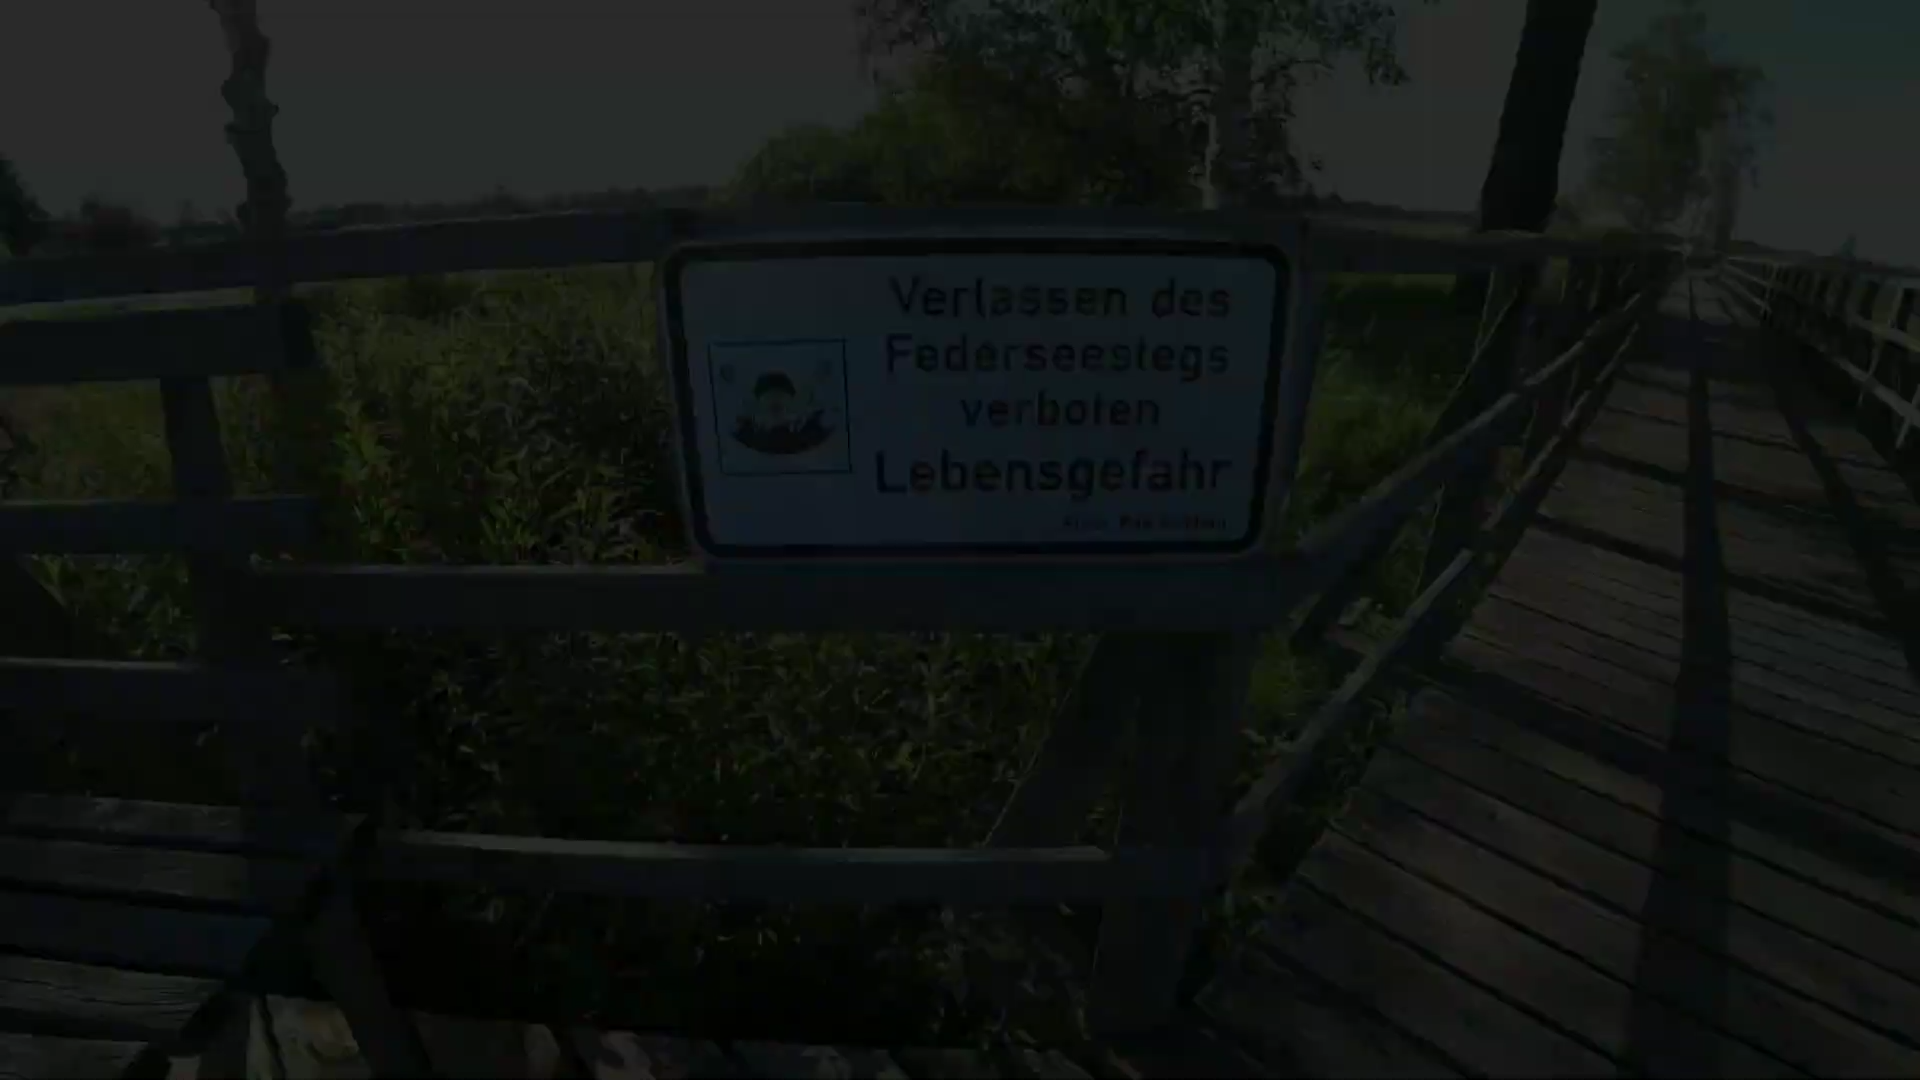 Verlassen des
Federseestegs
verboten
Lebensgefahr